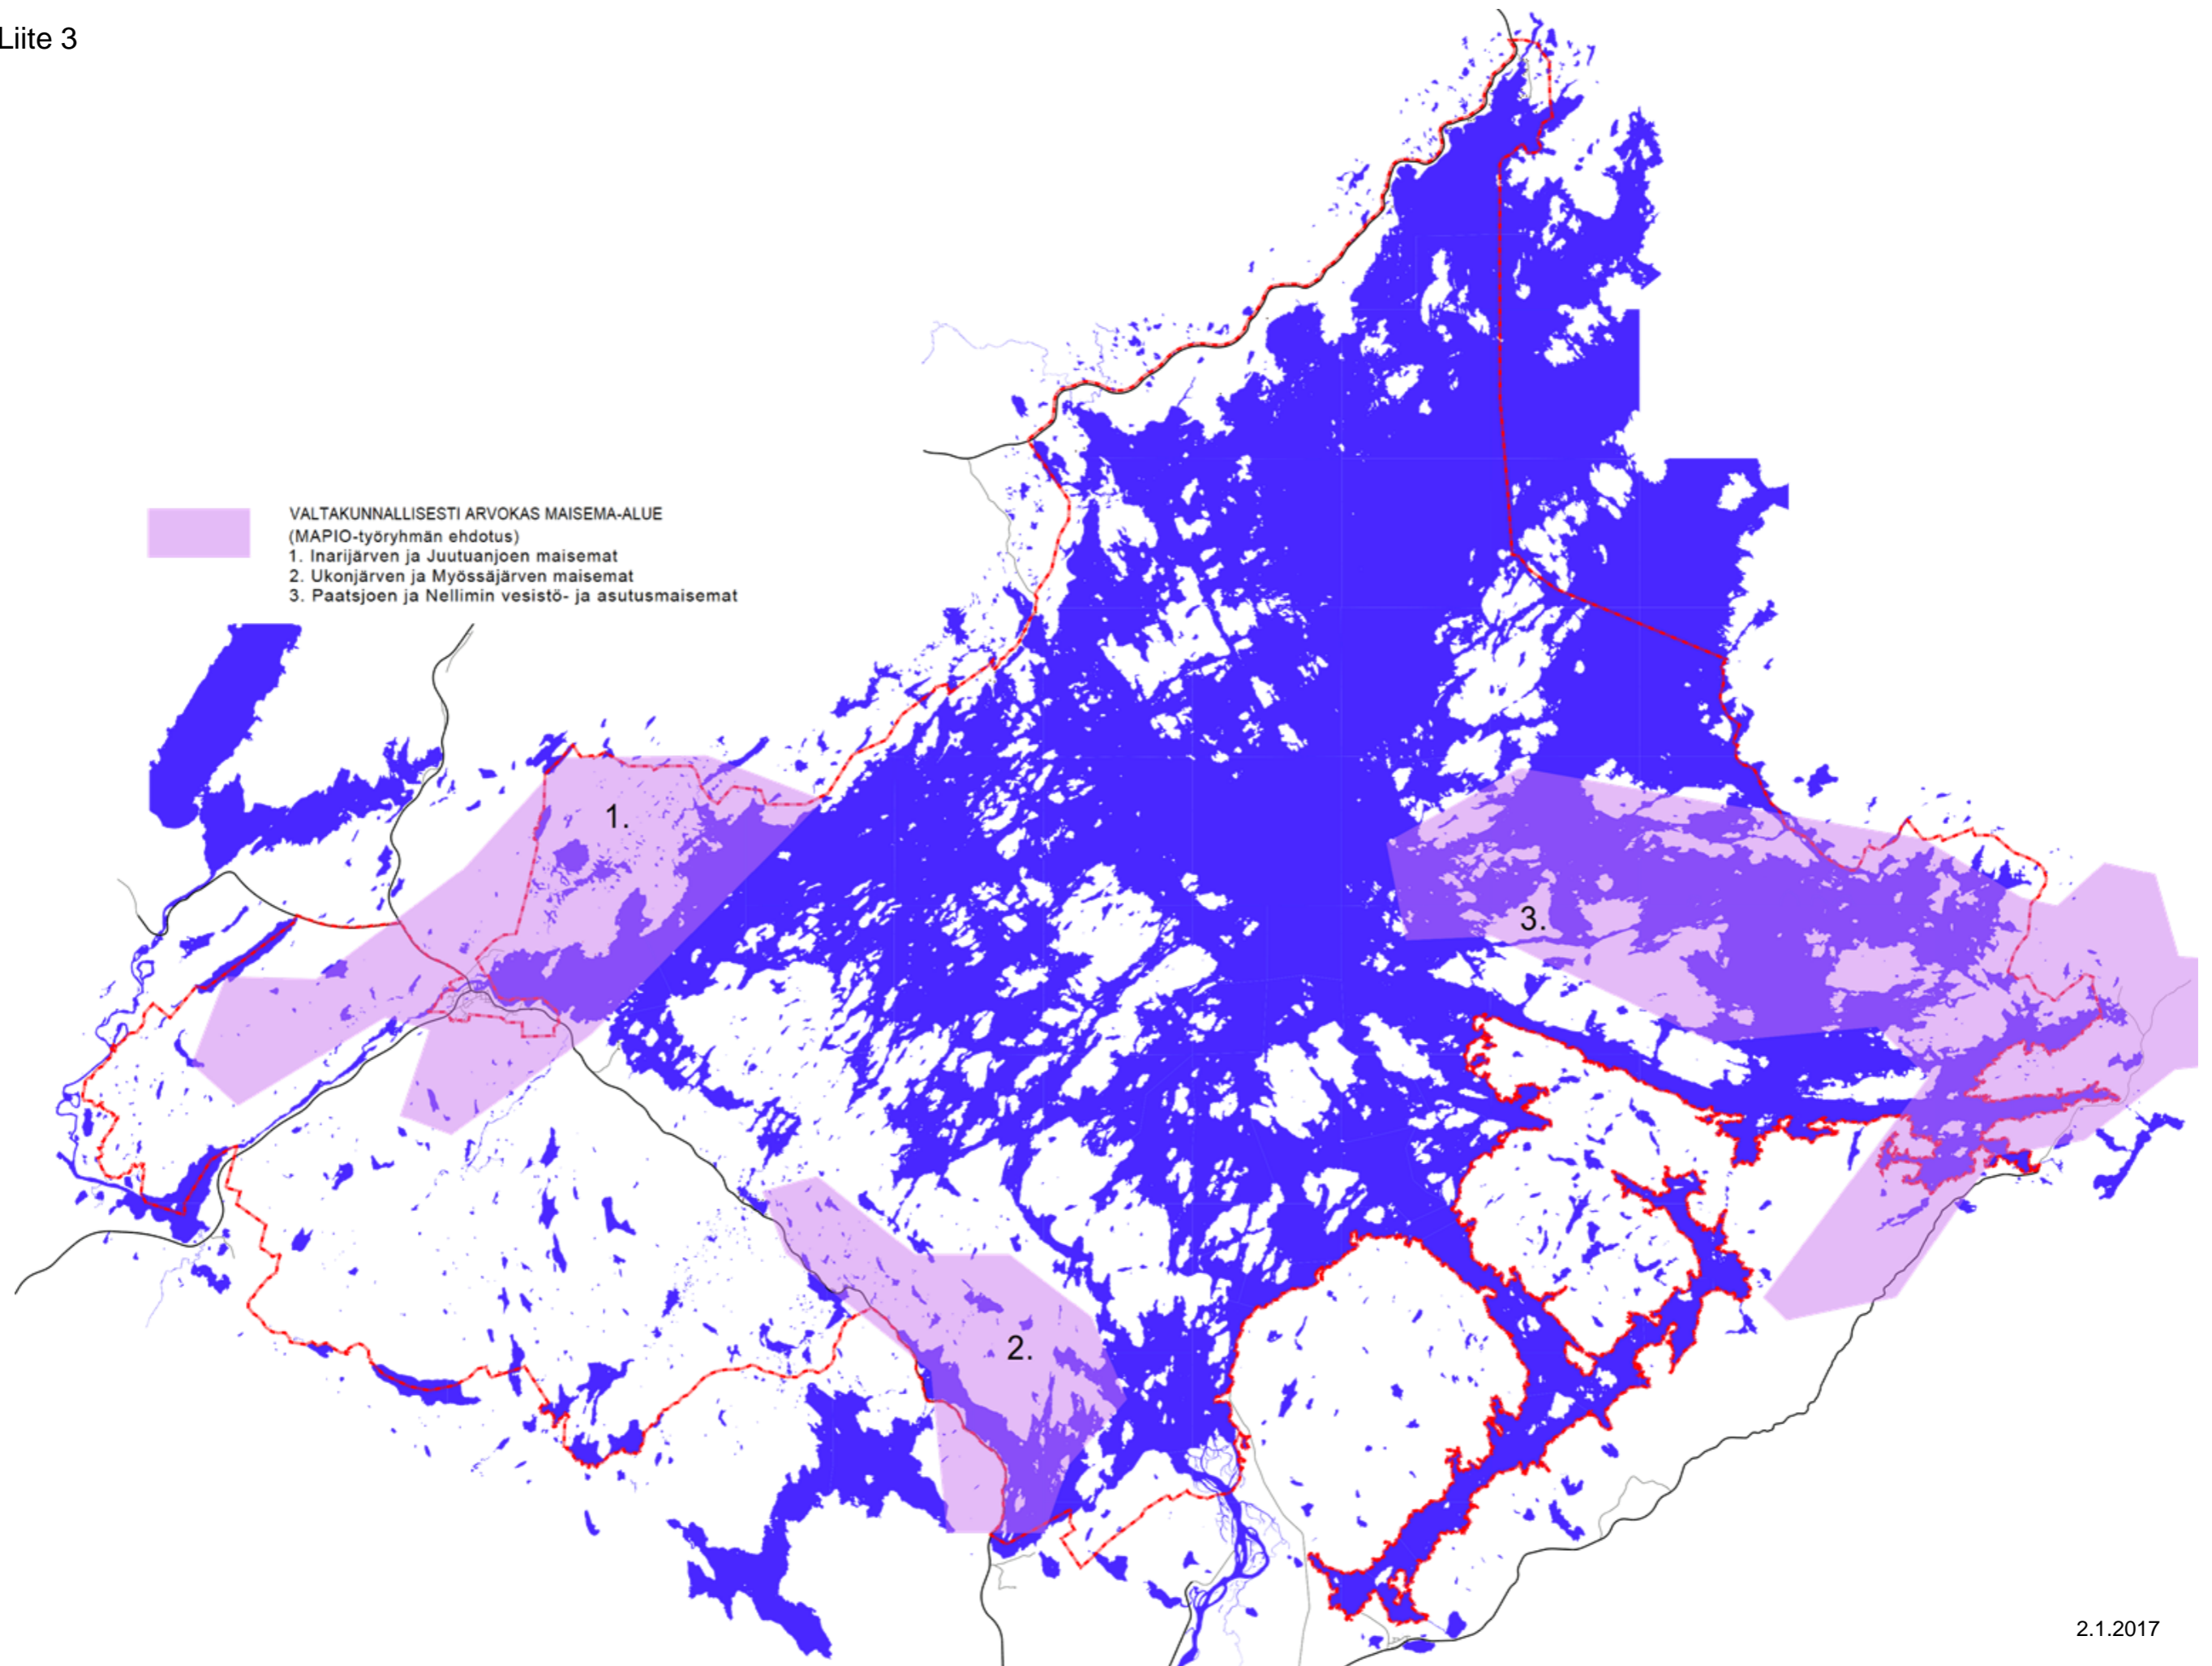 Liite 3
VALTAKUNNALLISESTI ARVOKAS MAISEMA-ALUE
(MAPIO-työryhmän ehdotus)
1. Inarijärven ja Juutuanjoen maisemat
2. Ukonjärven ja Myössäjärven maisemat
3. Paatsjoen ja Nellimin vesistö- ja asutusmaisemat
1.
3.
2.
2.1.2017